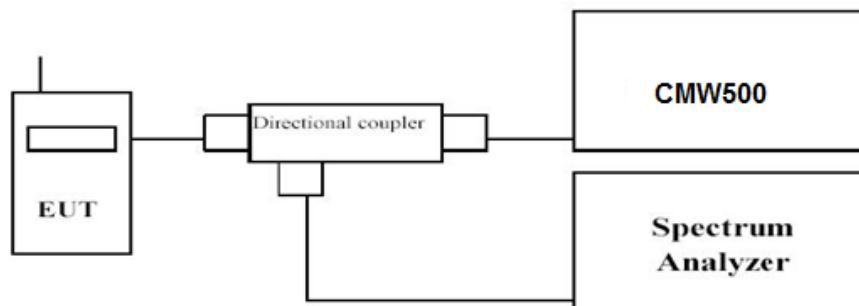 EUT
Directional coupler
CMW500
Spectrum
Analyzer